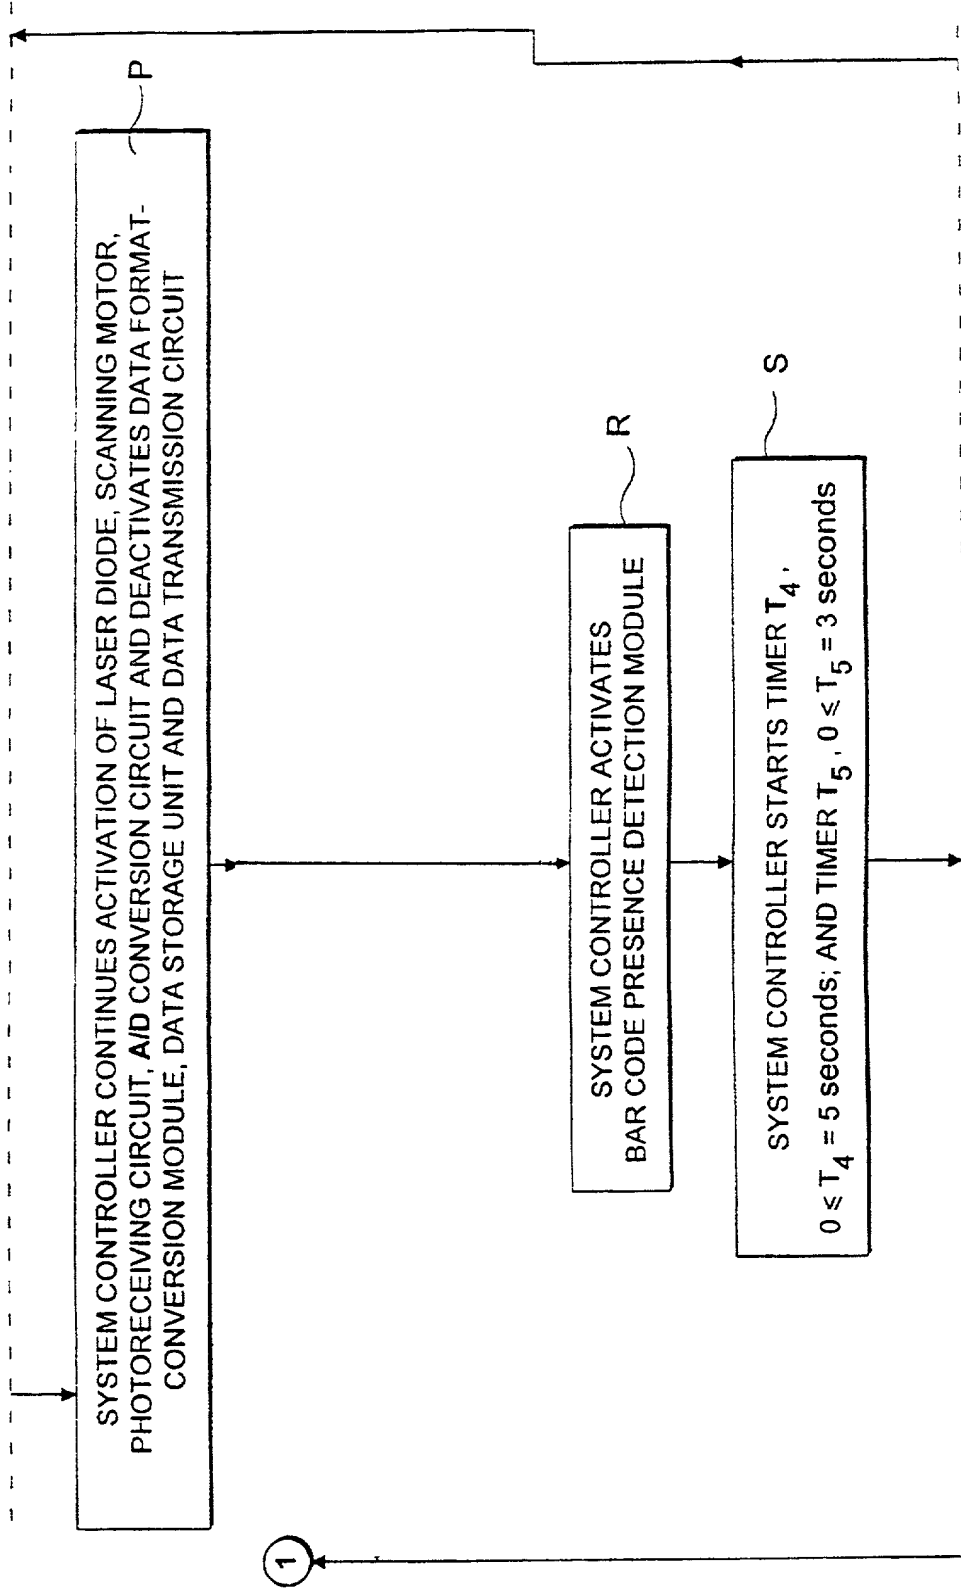 SYSTEM CONTROLLER CONTINUES ACTIVATION OF LASER DIODE, SCANNING MOTOR,
PHOTORECEIVING CIRCUIT, A/D CONVERSION CIRCUIT AND DEACTIVATES DATA FORMAT-
CONVERSION MODULE, DATA STORAGE UNIT AND DATA TRANSMISSION CIRCUIT
P
1
SYSTEM CONTROLLER ACTIVATES
BAR CODE PRESENCE DETECTION MODULE
R
SYSTEM CONTROLLER STARTS TIMER T4,
0 ≤ T4 = 5 seconds; AND TIMER T5, 0 ≤ T5 = 3 seconds
S